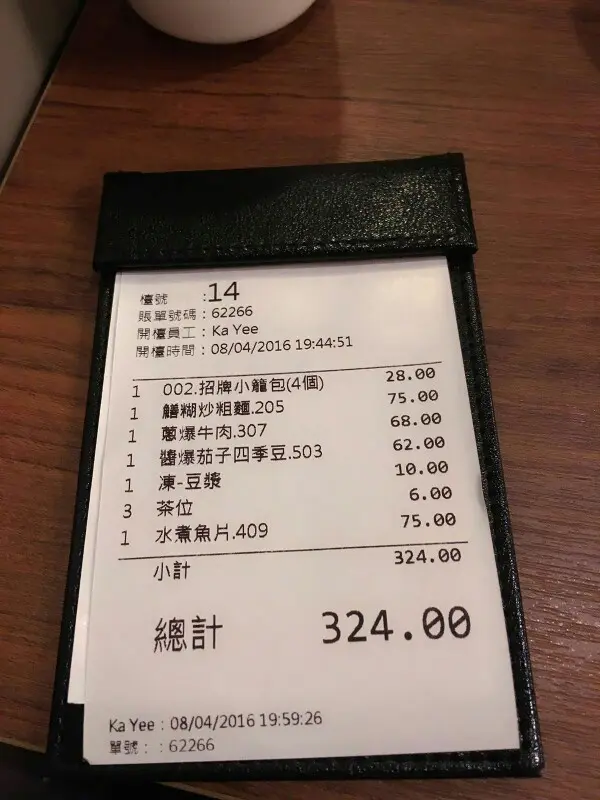 檯號 :14
賬單號碼 : 62266
開檯員工 : Ka Yee
開檯時間 : 08/04/2016 19:44:51
1 002.招牌小籠包(4個) 28.00
1 鱔糊炒粗麵.205 75.00
1 蔥爆牛肉.307 68.00
1 醬爆茄子四季豆.503 62.00
1 凍-豆漿 10.00
3 茶位 6.00
1 水煮魚片.409 75.00
小計 324.00
總計 324.00
Ka Yee : 08/04/2016 19:59:26
單號 : : 62266